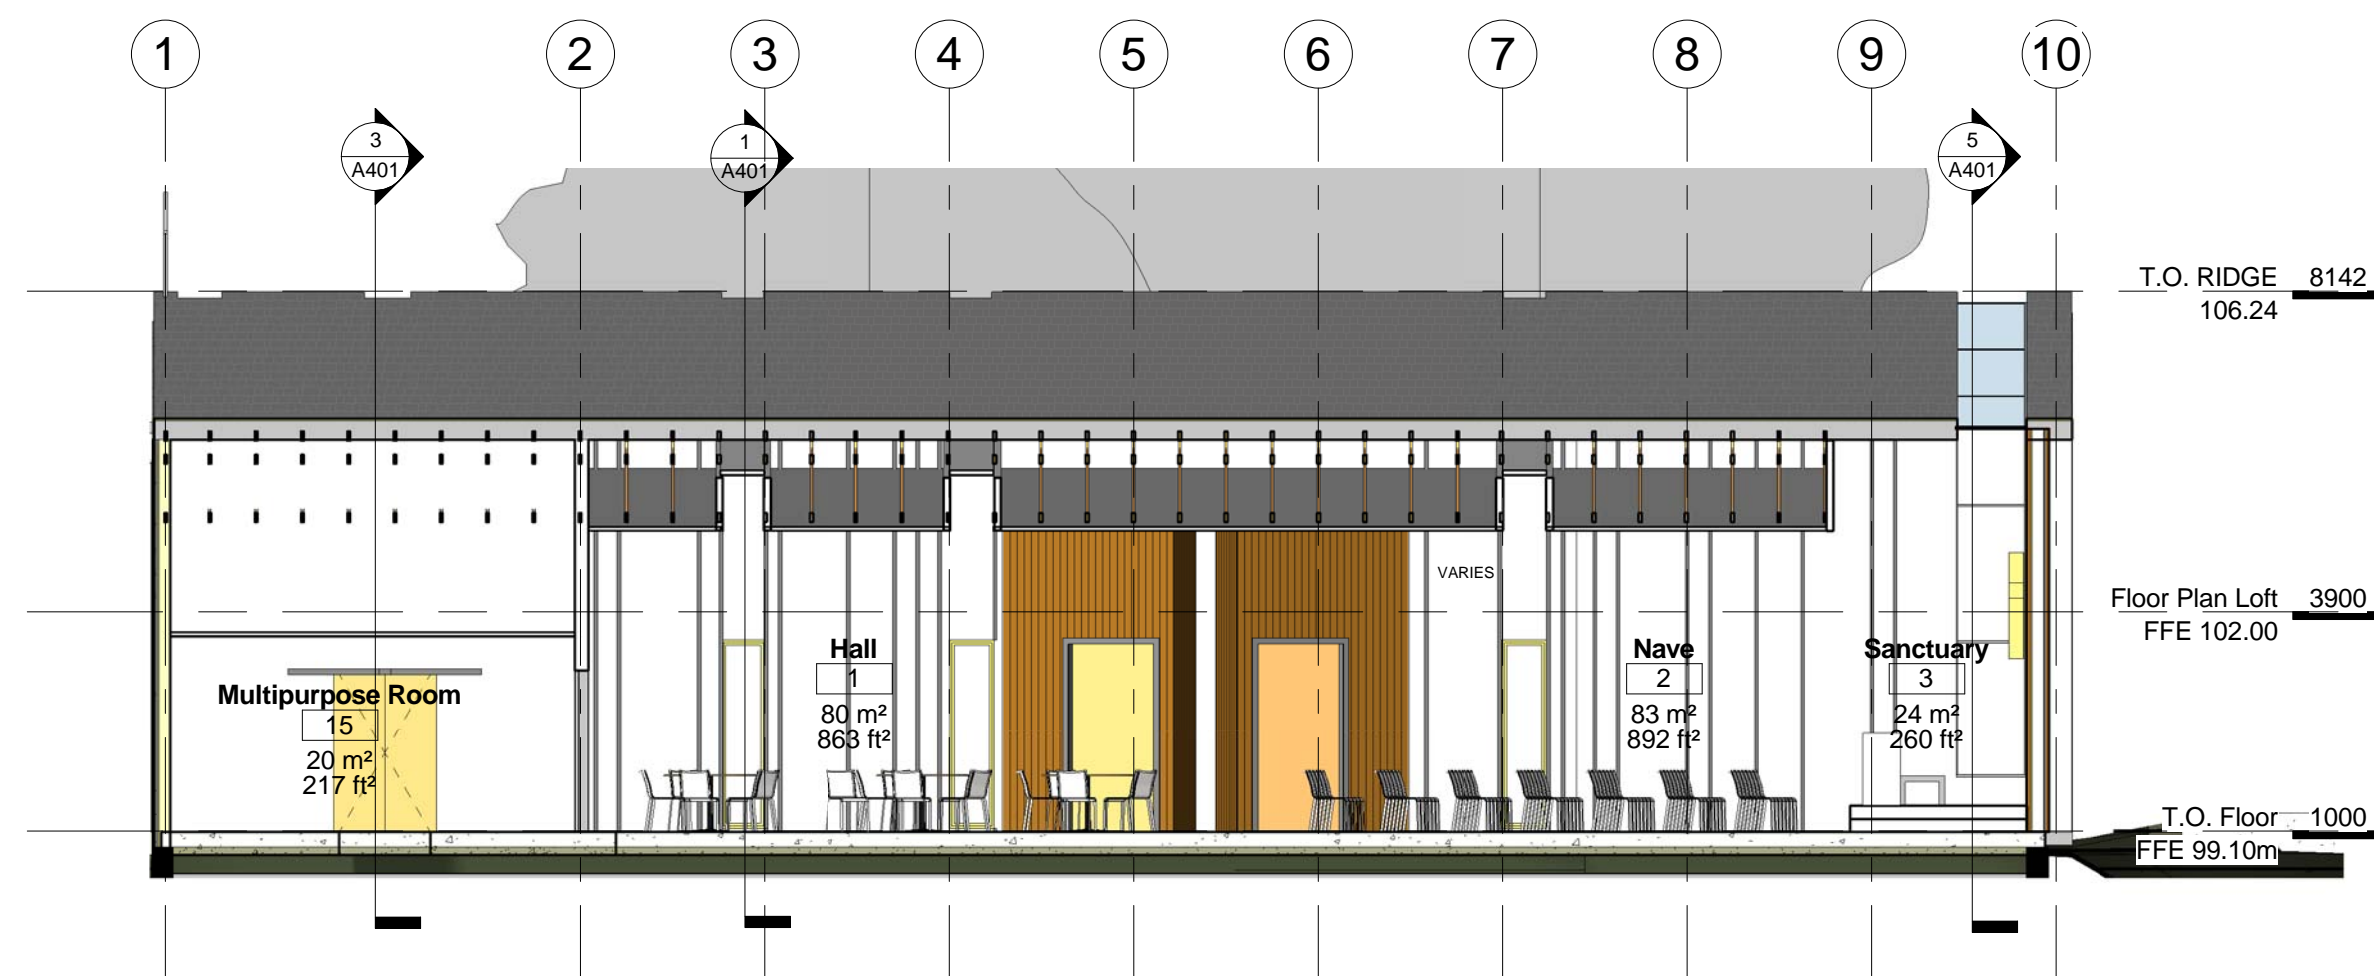 1 2 3 4 5 6 7 8 9 10
3
A401
1
A401
5
A401
T.O. RIDGE 8142
106.24
VARIES
Floor Plan Loft 3900
FFE 102.00
Multipurpose Room
15
20 m²
217 ft²
Hall
1
80 m²
863 ft²
Nave
2
83 m²
892 ft²
Sanctuary
3
24 m²
260 ft²
T.O. Floor 1000
FFE 99.10m